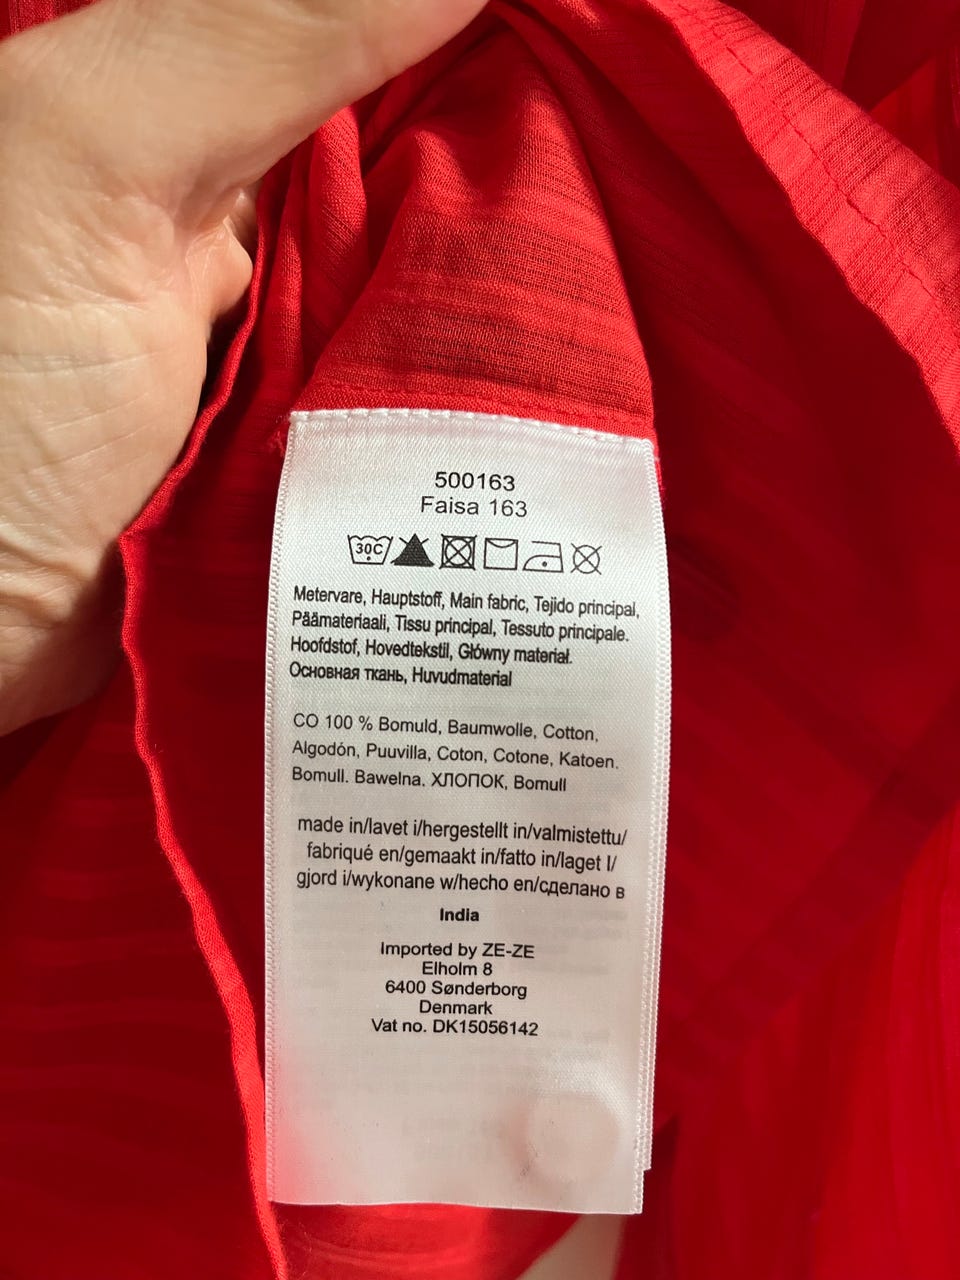 500163
Faisa 163
30C
Metervare, Hauptstoff, Main fabric, Tejido principal,
Päämateriaali, Tissu principal, Tessuto principale.
Hoofdstof, Hovedtekstil, Główny materiał.
Основная ткань, Huvudmaterial
CO 100 % Bomuld, Baumwolle, Cotton,
Algodón, Puuvilla, Coton, Cotone, Katoen.
Bomull. Bawelna. ХЛОПОК, Bomull
made in/lavet i/hergestellt in/valmistettu/
fabriqué en/gemaakt in/fatto in/laget I/
gjord i/wykonane w/hecho en/сделано в
India
Imported by ZE-ZE
Elholm 8
6400 Sønderborg
Denmark
Vat no. DK15056142